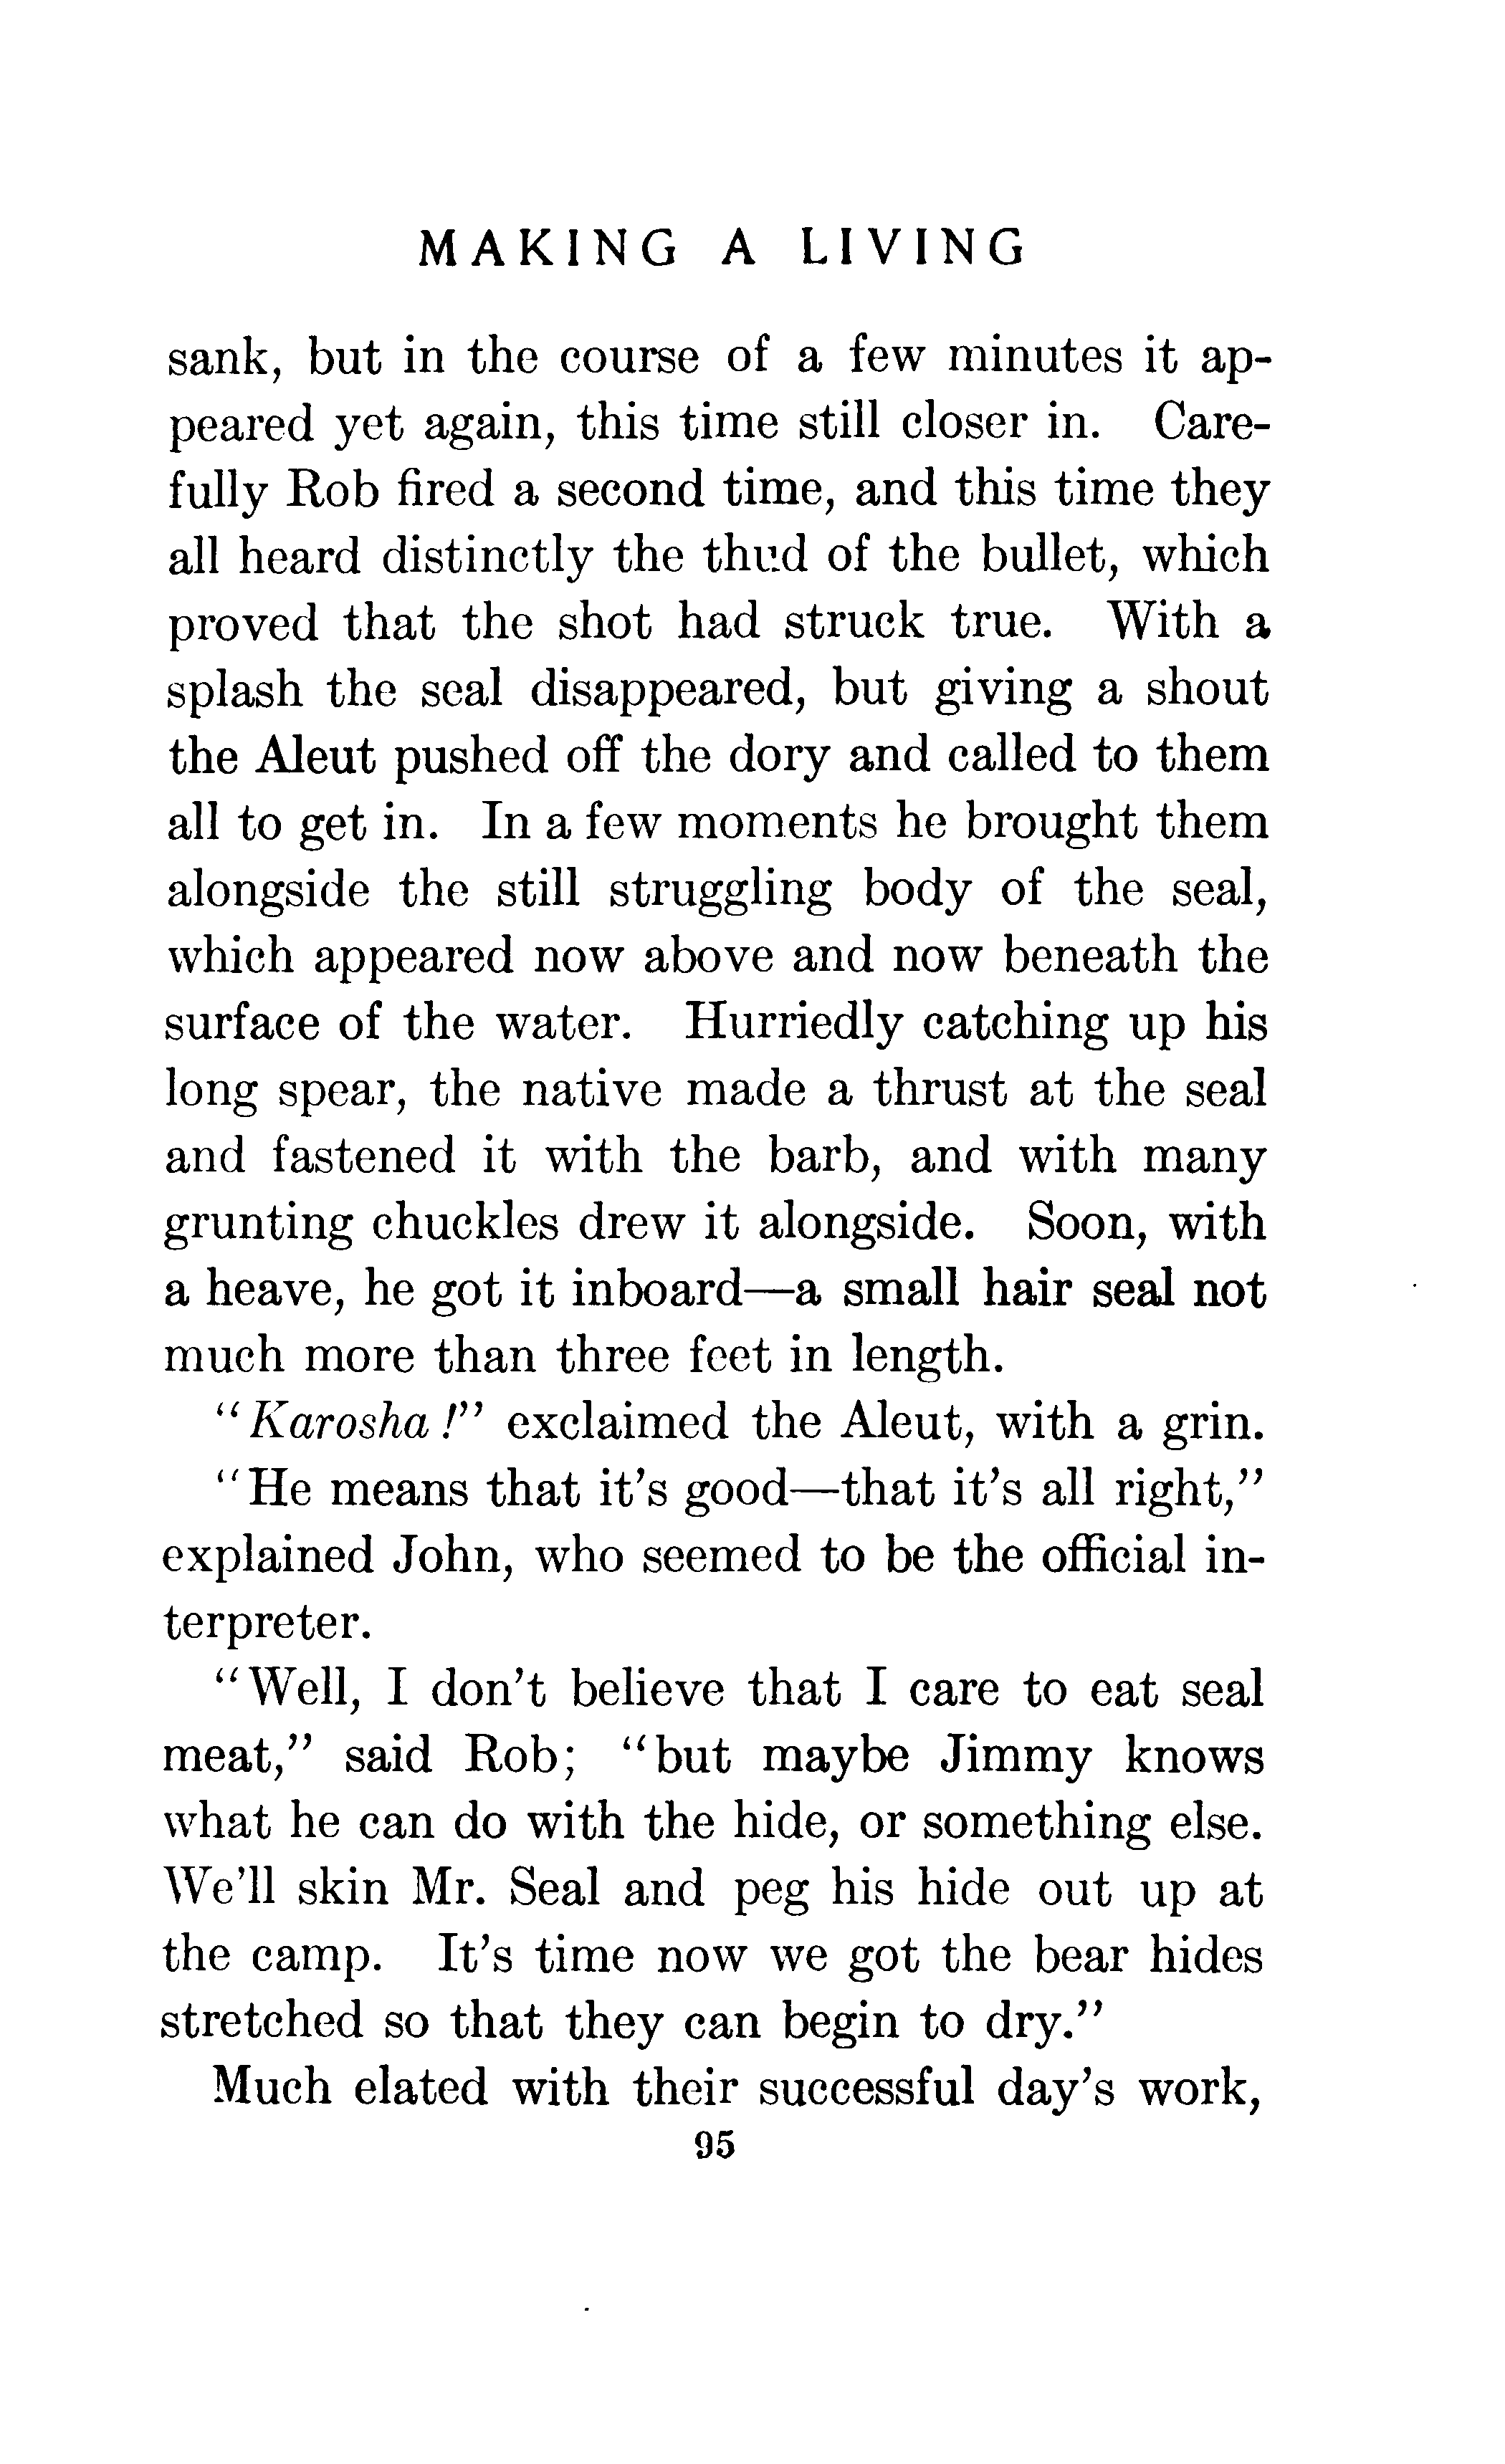 MAKING A LIVING
sank, but in the course of a few minutes it ap-
peared yet again, this time still closer in. Care-
fully Rob fired a second time, and this time they
all heard distinctly the thud of the bullet, which
proved that the shot had struck true. With a
splash the seal disappeared, but giving a shout
the Aleut pushed off the dory and called to them
all to get in. In a few moments he brought them
alongside the still struggling body of the seal,
which appeared now above and now beneath the
surface of the water. Hurriedly catching up his
long spear, the native made a thrust at the seal
and fastened it with the barb, and with many
grunting chuckles drew it alongside. Soon, with
a heave, he got it inboard—a small hair seal not
much more than three feet in length.
“Karosha!” exclaimed the Aleut, with a grin.
“He means that it’s good—that it’s all right,”
explained John, who seemed to be the official in-
terpreter.
“Well, I don’t believe that I care to eat seal
meat,” said Rob; “but maybe Jimmy knows
what he can do with the hide, or something else.
We’ll skin Mr. Seal and peg his hide out up at
the camp. It’s time now we got the bear hides
stretched so that they can begin to dry.”
Much elated with their successful day’s work,
95